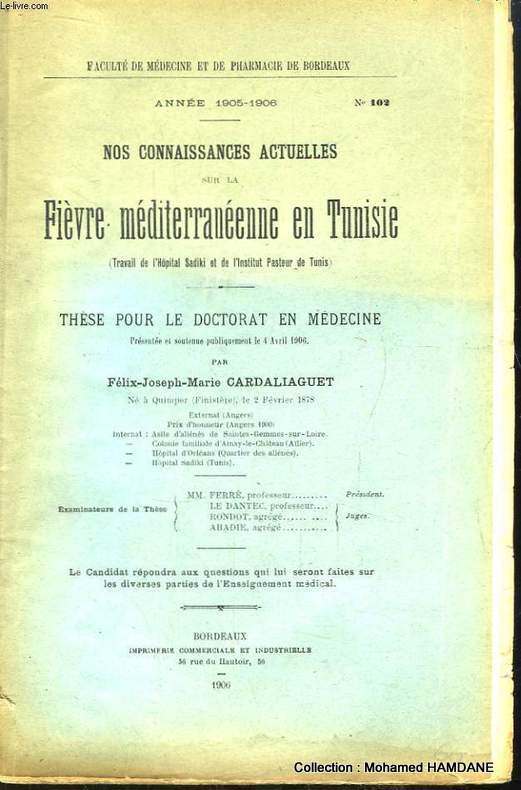 Le-livre.com
FACULTÉ DE MÉDECINE ET DE PHARMACIE DE BORDEAUX
ANNÉE 1905-1906 No 102
NOS CONNAISSANCES ACTUELLES
SUR LA
Fièvre méditerranéenne en Tunisie
(Travail de l'Hôpital Sadiki et de l'Institut Pasteur de Tunis)
THÈSE POUR LE DOCTORAT EN MÉDECINE
Présentée et soutenue publiquement le 4 Avril 1906.
PAR
Félix-Joseph-Marie CARDALIAGUET
Né à Quimper (Finistère), le 2 Février 1878
Externat (Angers)
Prix d'honneur (Angers 1900)
Internat : Asile d'aliénés de Saintes-Gemmes-sur-Loire.
— Colonie familiale d'Ainay-le-Château (Allier).
— Hôpital d'Orléans (Quartier des aliénés).
— Hôpital Sadiki (Tunis).
Examinateurs de la Thèse
MM. FERRÉ, professeur......... Président.
LE DANTEC, professeur....
RONDOT, agrégé...... .... Juges.
ABADIE, agrégé ...........
Le Candidat répondra aux questions qui lui seront faites sur
les diverses parties de l'Enseignement médical.
BORDEAUX
IMPRIMERIE COMMERCIALE ET INDUSTRIELLE
56 rue du Hautoir, 56
1906
Collection : Mohamed HAMDANE